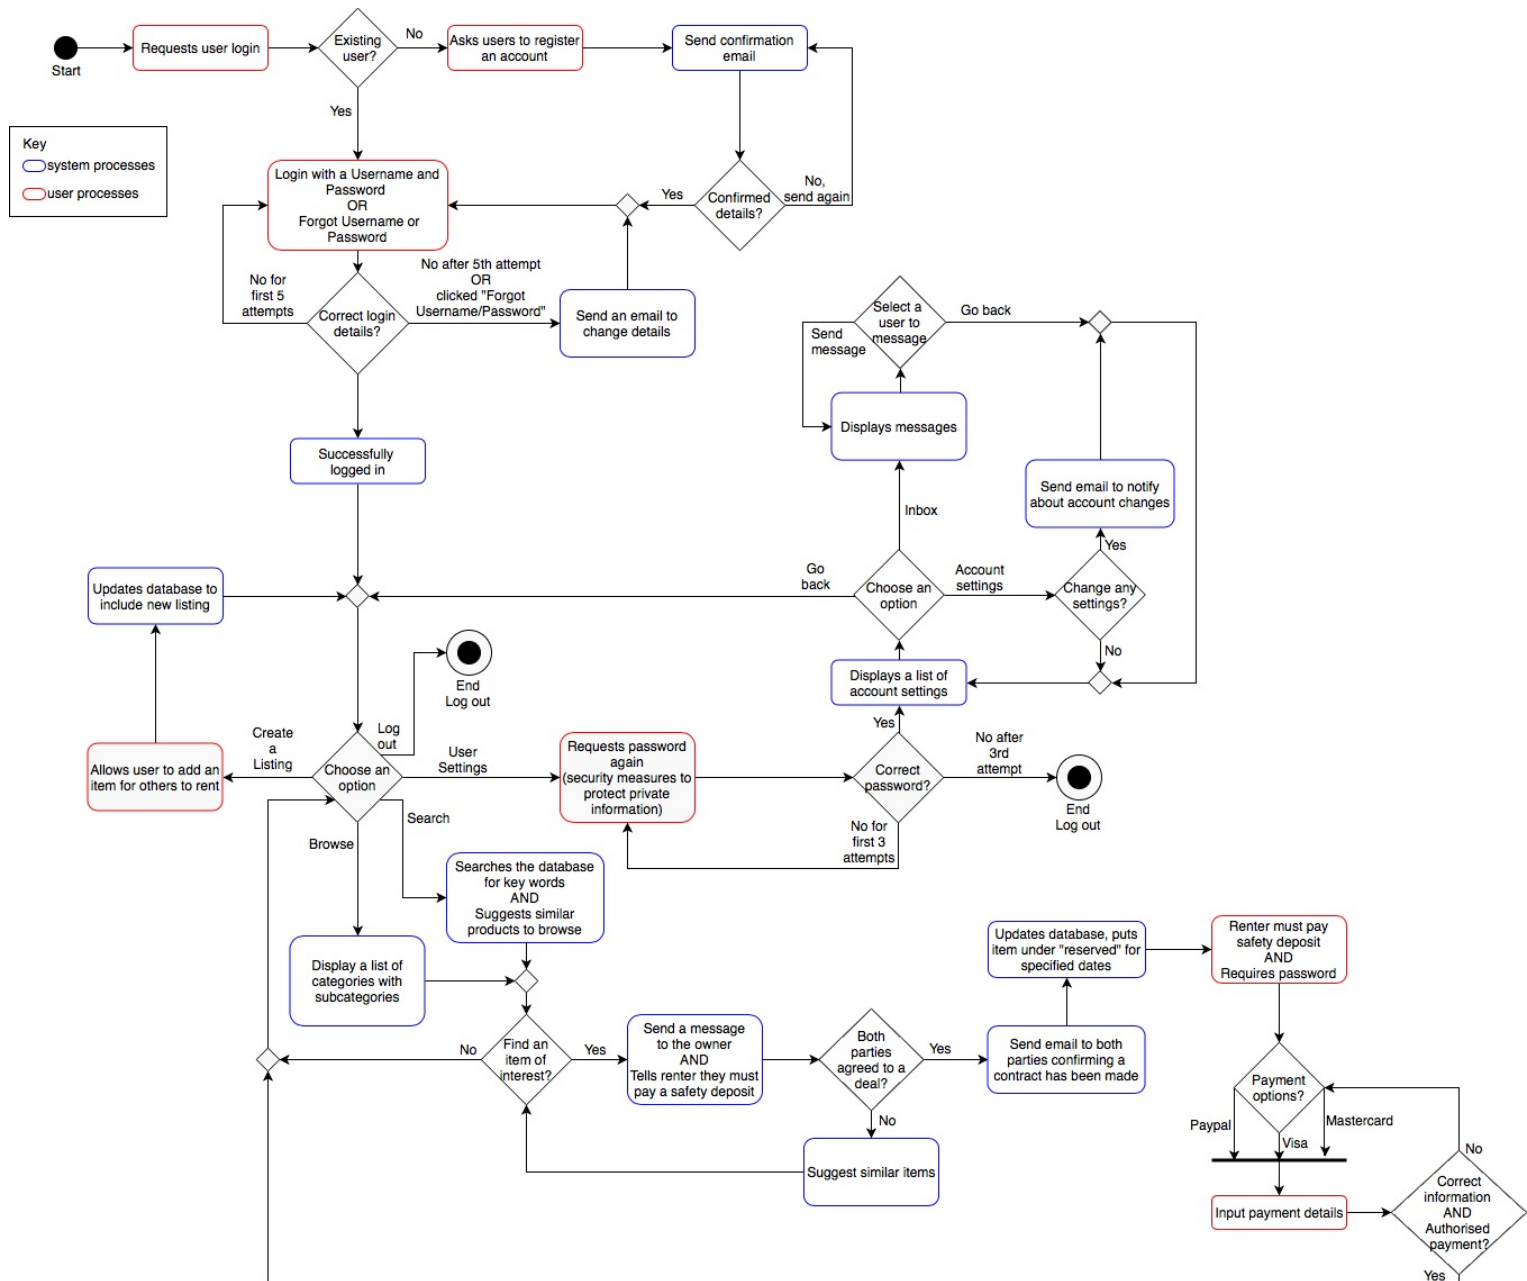 Start
Requests user login
Existing
user?
No
Asks users to register
an account
Send confirmation
email
Yes
Key
system processes
user processes
Login with a Username and
Password
OR
Forgot Username or
Password
Yes
Confirmed
details?
No,
send again
No for
first 5
attempts
Correct login
details?
No after 5th attempt
OR
clicked "Forgot
Username/Password"
Send an email to
change details
Select a
user to
message
Go back
Send
message
Displays messages
Successfully
logged in
Send email to notify
about account changes
Inbox
Yes
Updates database to
include new listing
Go
back
Choose an
option
Account
settings
Change any
settings?
No
End
Log out
Displays a list of
account settings
Yes
Create
a
Listing
Log
out
User
Settings
Allows user to add an
item for others to rent
Choose an
option
Requests password
again
(security measures to
protect private
information)
Correct
password?
No after
3rd
attempt
End
Log out
No for
first 3
attempts
Search
Browse
Searches the database
for key words
AND
Suggests similar
products to browse
Display a list of
categories with
subcategories
Updates database, puts
item under "reserved" for
specified dates
Renter must pay
safety deposit
AND
Requires password
No
Find an
item of
interest?
Yes
Send a message
to the owner
AND
Tells renter they must
pay a safety deposit
Both
parties
agreed to a
deal?
Yes
Send email to both
parties confirming a
contract has been made
No
Suggest similar items
Payment
options?
Paypal
Visa
Mastercard
Input payment details
No
Correct
information
AND
Authorised
payment?
Yes